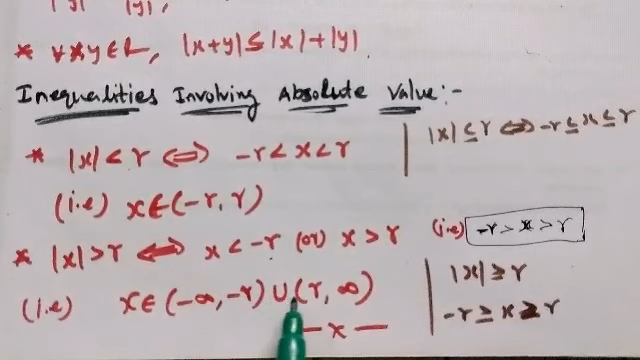 |y| |y|,
* ∀ x,y ∈ R, |x+y| ≤ |x|+|y|
Inequalities Involving Absolute Value:-
* |x| < r ⇔ -r < x < r
|x| ≤ r ⇔ -r ≤ x ≤ r
(i.e) x ∈ (-r, r)
* |x| > r ⇔ x < -r (or) x > r
(i.e) -r > x > r
(i.e) x ∈ (-∞, -r) ∪ (r, ∞)
|x| ≥ r
-r ≥ x ≥ r
— x —